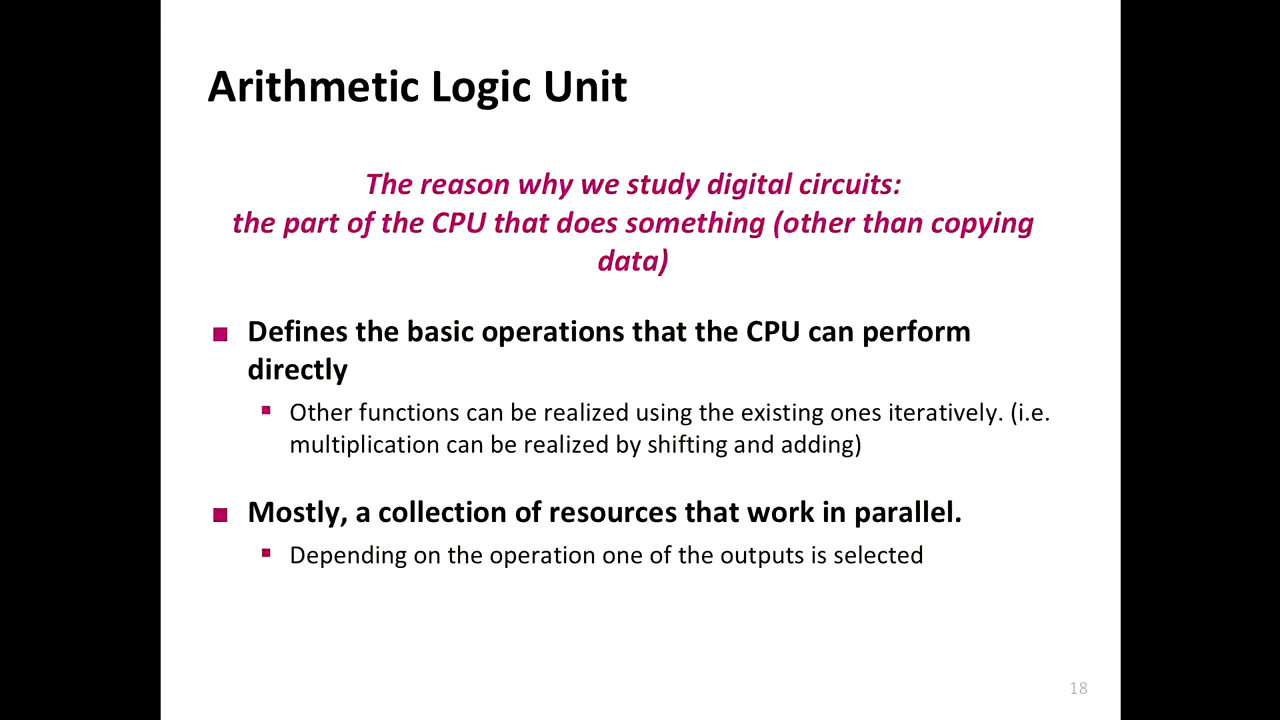 Arithmetic Logic Unit
The reason why we study digital circuits:
the part of the CPU that does something (other than copying
data)
Defines the basic operations that the CPU can perform
directly
Other functions can be realized using the existing ones iteratively. (i.e.
multiplication can be realized by shifting and adding)
Mostly, a collection of resources that work in parallel.
Depending on the operation one of the outputs is selected
18